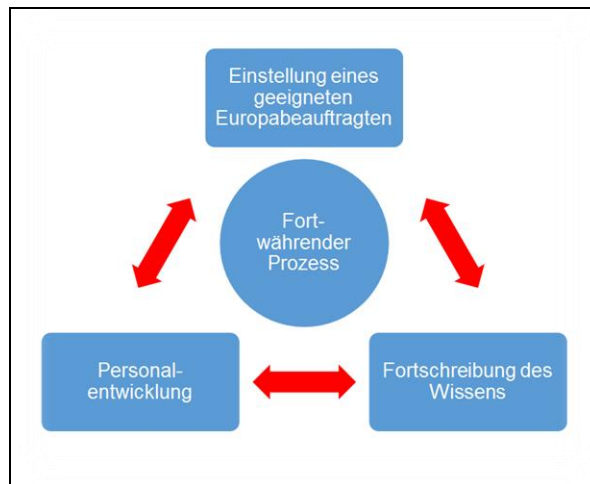 Einstellung eines
geeigneten
Europabeauftragten
Fort-
währender
Prozess
Personal-
entwicklung
Fortschreibung des
Wissens